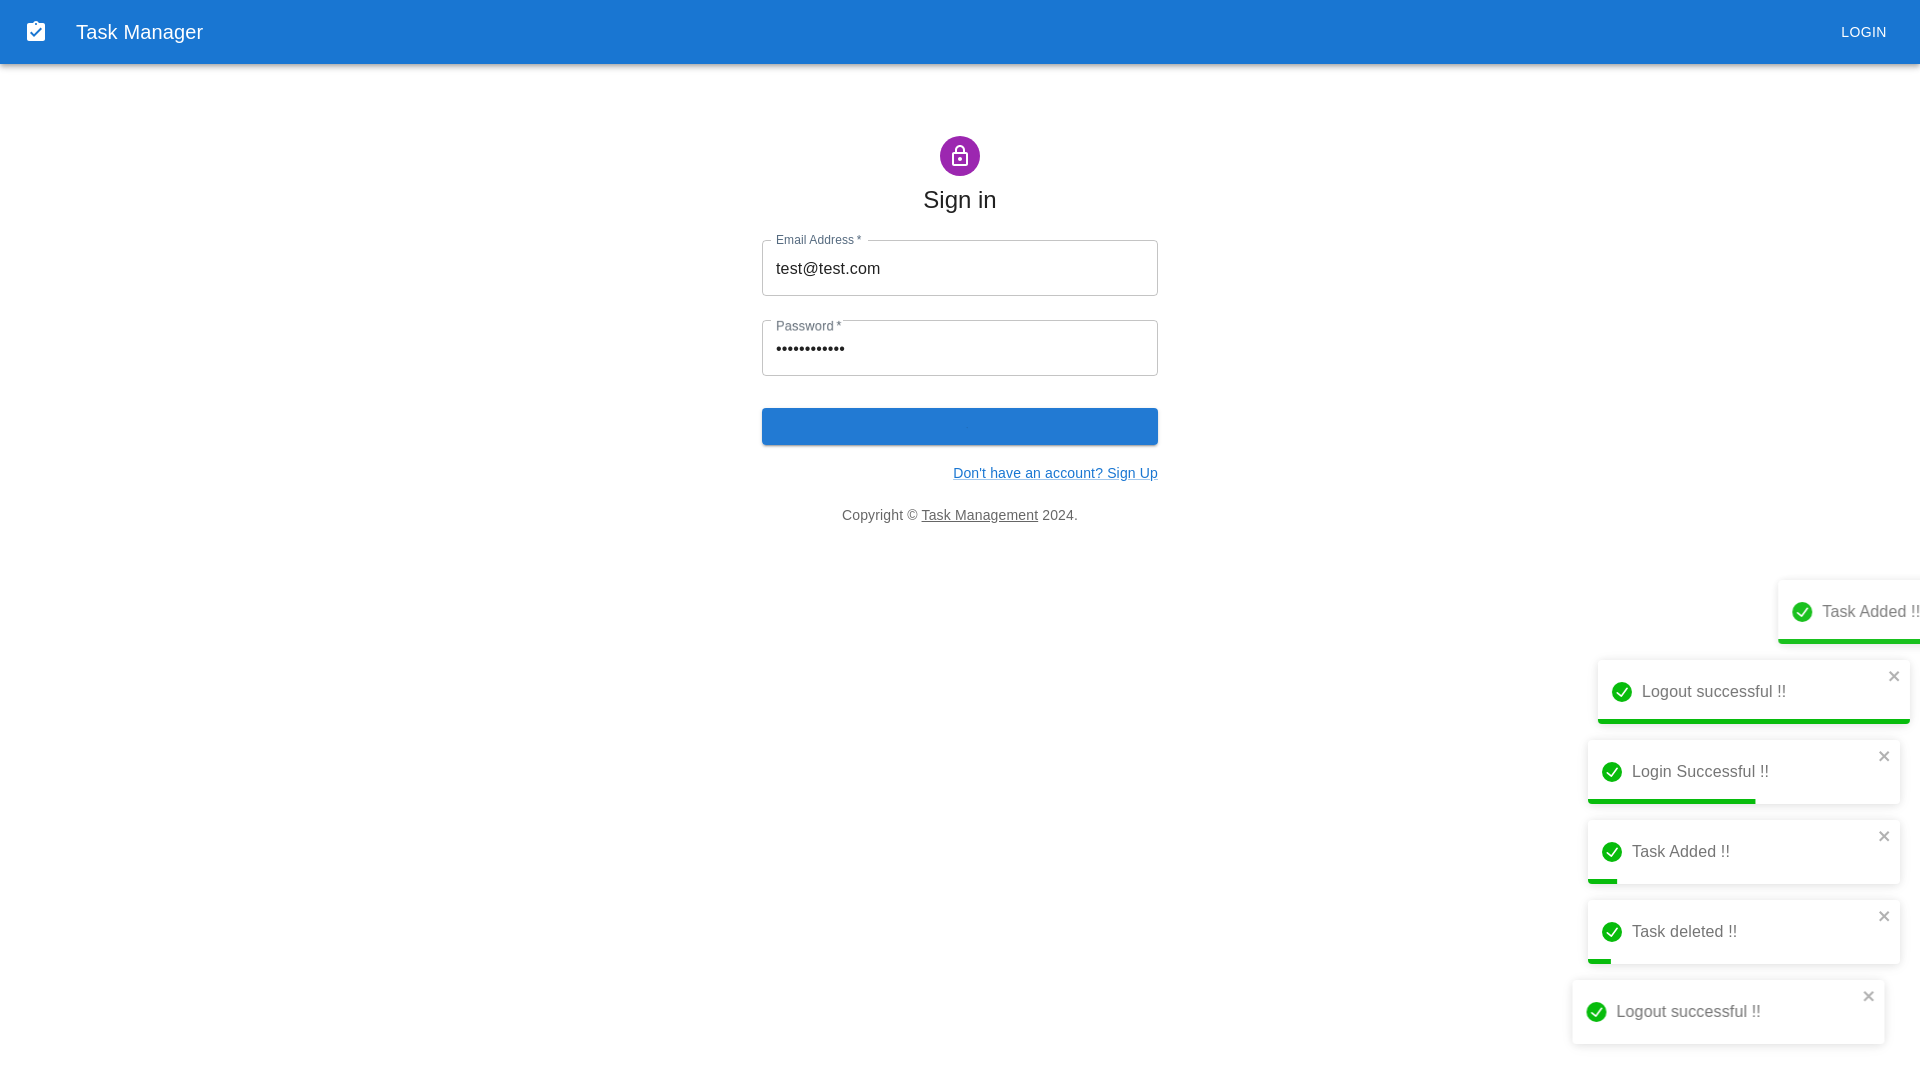 Task Manager
LOGIN
Sign in
Email Address *
test@test.com
Password *
••••••••••••
Don't have an account? Sign Up
Copyright © Task Management 2024.
Task Added !!
Logout successful !!
Login Successful !!
Task Added !!
Task deleted !!
Logout successful !!